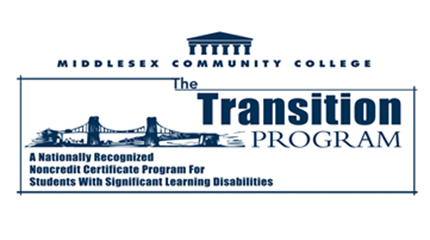 MIDDLESEX COMMUNITY COLLEGE
The
Transition
PROGRAM
A Nationally Recognized
Noncredit Certificate Program For
Students With Significant Learning Disabilities